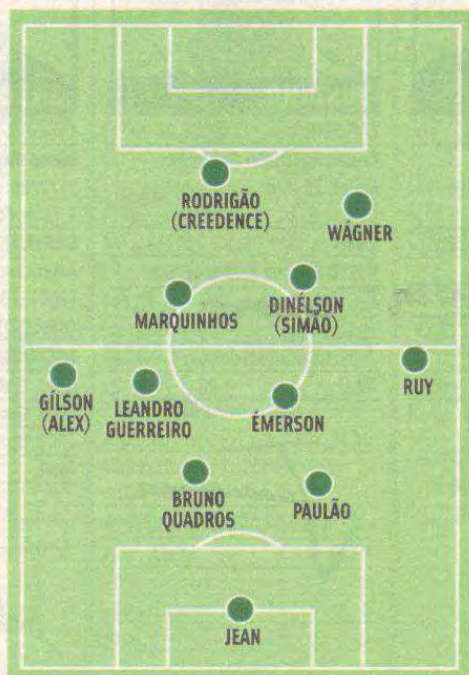 RODRIGÃO
(CREEDENCE)
WÁGNER
MARQUINHOS
DINÉLSON
(SIMÃO)
GÍLSON
(ALEX)
LEANDRO
GUERREIRO
ÉMERSON
RUY
BRUNO
QUADROS
PAULÃO
JEAN